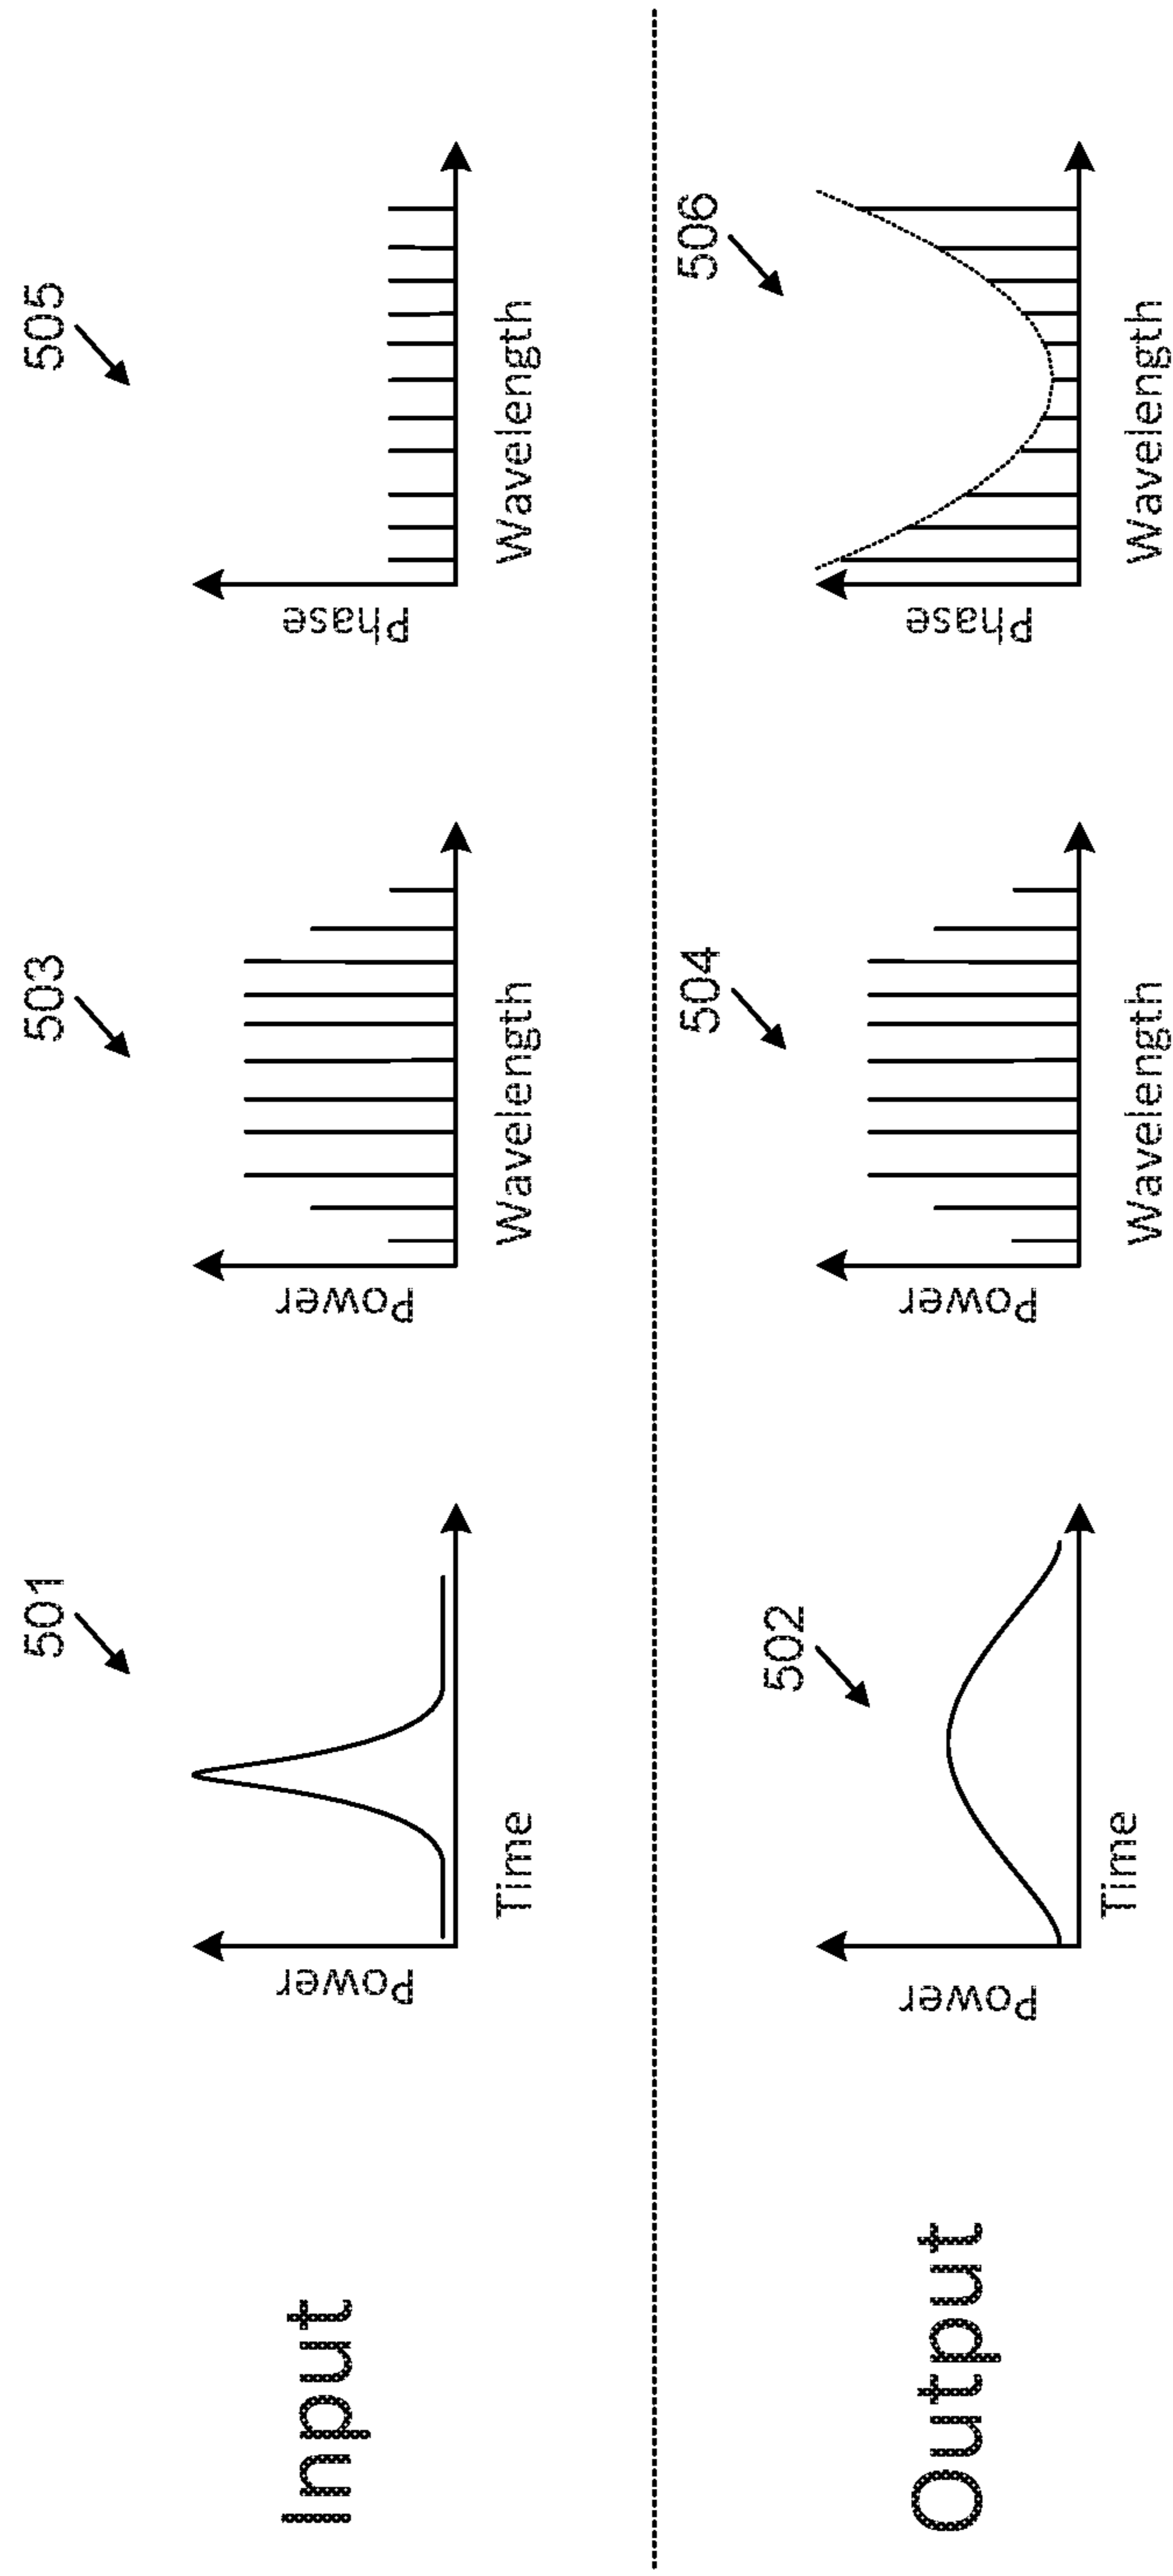 Input
501
Power
Time
503
Power
Wavelength
505
Phase
Wavelength
Output
502
Power
Time
504
Power
Wavelength
506
Phase
Wavelength